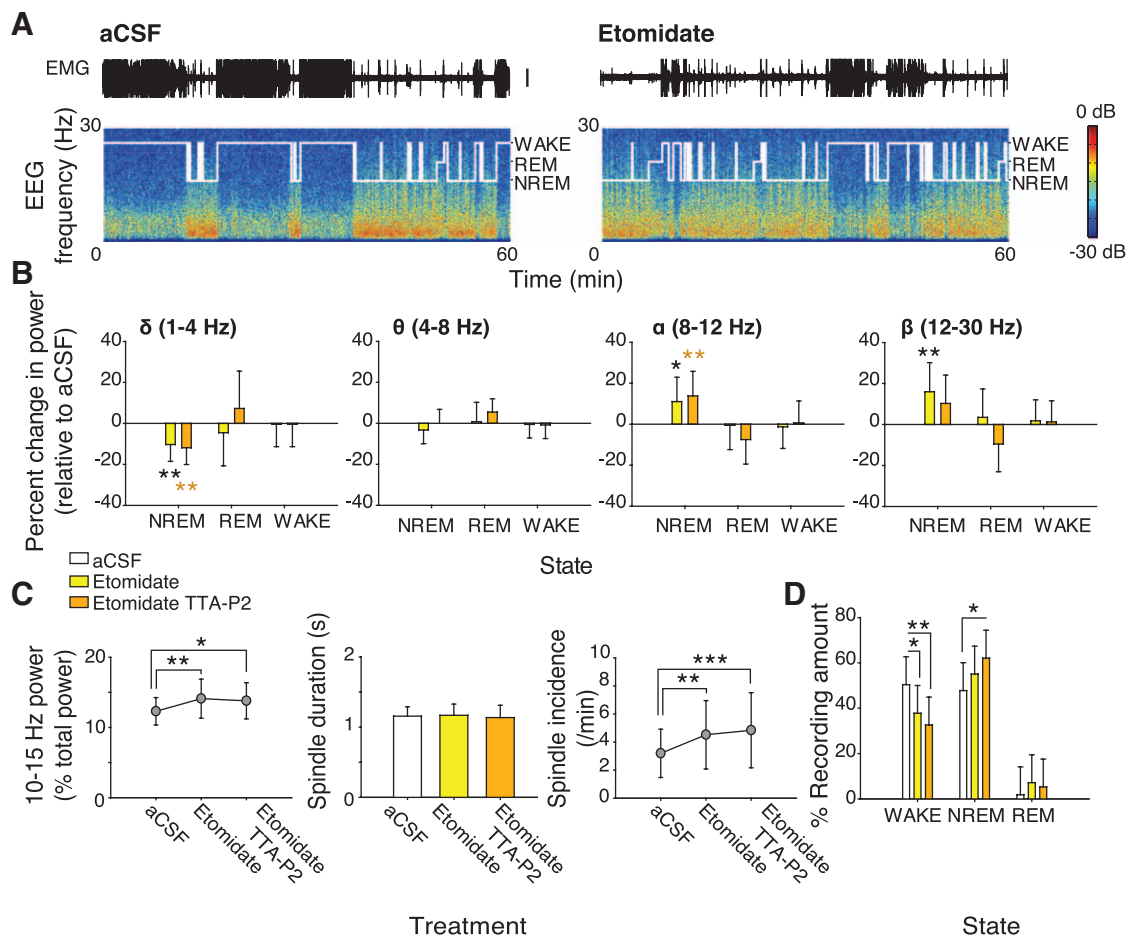 A
aCSF
Etomidate
EMG
EEG
frequency (Hz)
30
0
60
WAKE
REM
NREM
30
0
60
WAKE
REM
NREM
0 dB
-30 dB
Time (min)
B
Percent change in power
(relative to aCSF)
δ (1-4 Hz)
40
20
0
-20
-40
**
**
NREM REM WAKE
θ (4-8 Hz)
40
20
0
-20
-40
NREM REM WAKE
α (8-12 Hz)
40
20
0
-20
-40
*
**
NREM REM WAKE
β (12-30 Hz)
40
20
0
-20
-40
**
NREM REM WAKE
State
aCSF
Etomidate
Etomidate TTA-P2
C
10-15 Hz power
(% total power)
20
10
0
*
**
aCSF
Etomidate
Etomidate
TTA-P2
Spindle duration (s)
2
1
0
aCSF
Etomidate
Etomidate
TTA-P2
Spindle incidence
(/min)
10
8
6
4
2
0
***
**
aCSF
Etomidate
Etomidate
TTA-P2
Treatment
D
% Recording amount
80
60
40
20
0
**
*
*
WAKE NREM REM
State